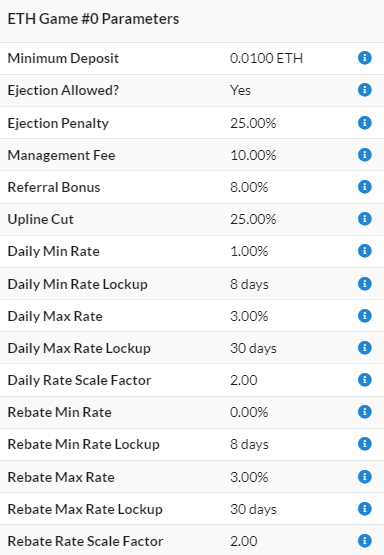 ETH Game #0 Parameters
Minimum Deposit 0.0100 ETH
Ejection Allowed? Yes
Ejection Penalty 25.00%
Management Fee 10.00%
Referral Bonus 8.00%
Upline Cut 25.00%
Daily Min Rate 1.00%
Daily Min Rate Lockup 8 days
Daily Max Rate 3.00%
Daily Max Rate Lockup 30 days
Daily Rate Scale Factor 2.00
Rebate Min Rate 0.00%
Rebate Min Rate Lockup 8 days
Rebate Max Rate 3.00%
Rebate Max Rate Lockup 30 days
Rebate Rate Scale Factor 2.00